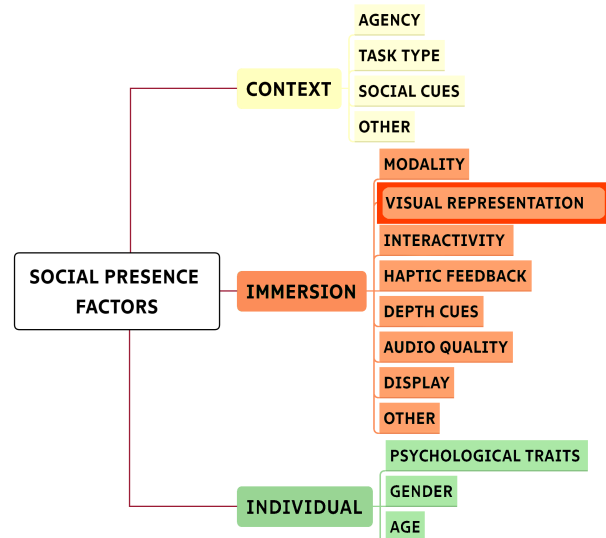 SOCIAL PRESENCE
FACTORS
CONTEXT
AGENCY
TASK TYPE
SOCIAL CUES
OTHER
IMMERSION
MODALITY
VISUAL REPRESENTATION
INTERACTIVITY
HAPTIC FEEDBACK
DEPTH CUES
AUDIO QUALITY
DISPLAY
OTHER
INDIVIDUAL
PSYCHOLOGICAL TRAITS
GENDER
AGE